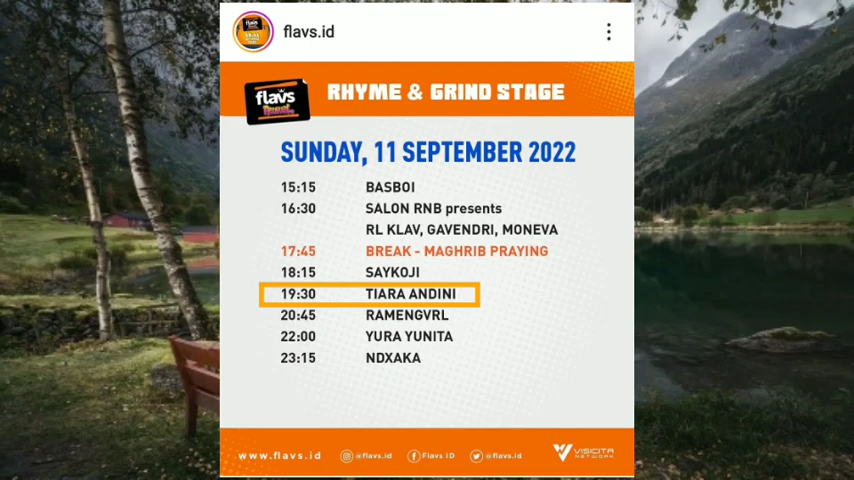 flavs.id
flavs
RHYME & GRIND STAGE
SUNDAY, 11 SEPTEMBER 2022
15:15 BASBOI
16:30 SALON RNB presents
RL KLAV, GAVENDRI, MONEVA
17:45 BREAK - MAGHRIB PRAYING
18:15 SAYKOJI
19:30 TIARA ANDINI
20:45 RAMENGVRL
22:00 YURA YUNITA
23:15 NDXAKA
www.flavs.id @flavs.id Flavs ID @flavs.id VISICITA NETWORK